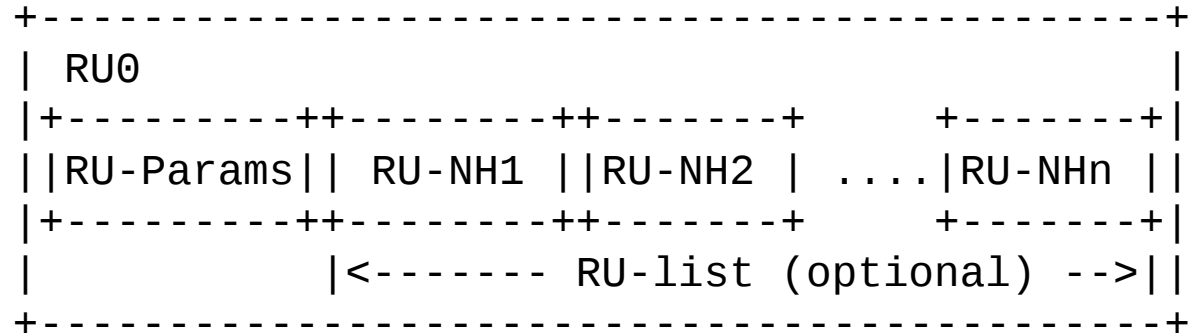 +---------------------------------------------+
| RU0                                         |
|+---------++--------++-------+     +-------+|
||RU-Params|| RU-NH1 ||RU-NH2 | ....|RU-NHn ||
|+---------++--------++-------+     +-------+|
|           |<------- RU-list (optional) -->||
+---------------------------------------------+